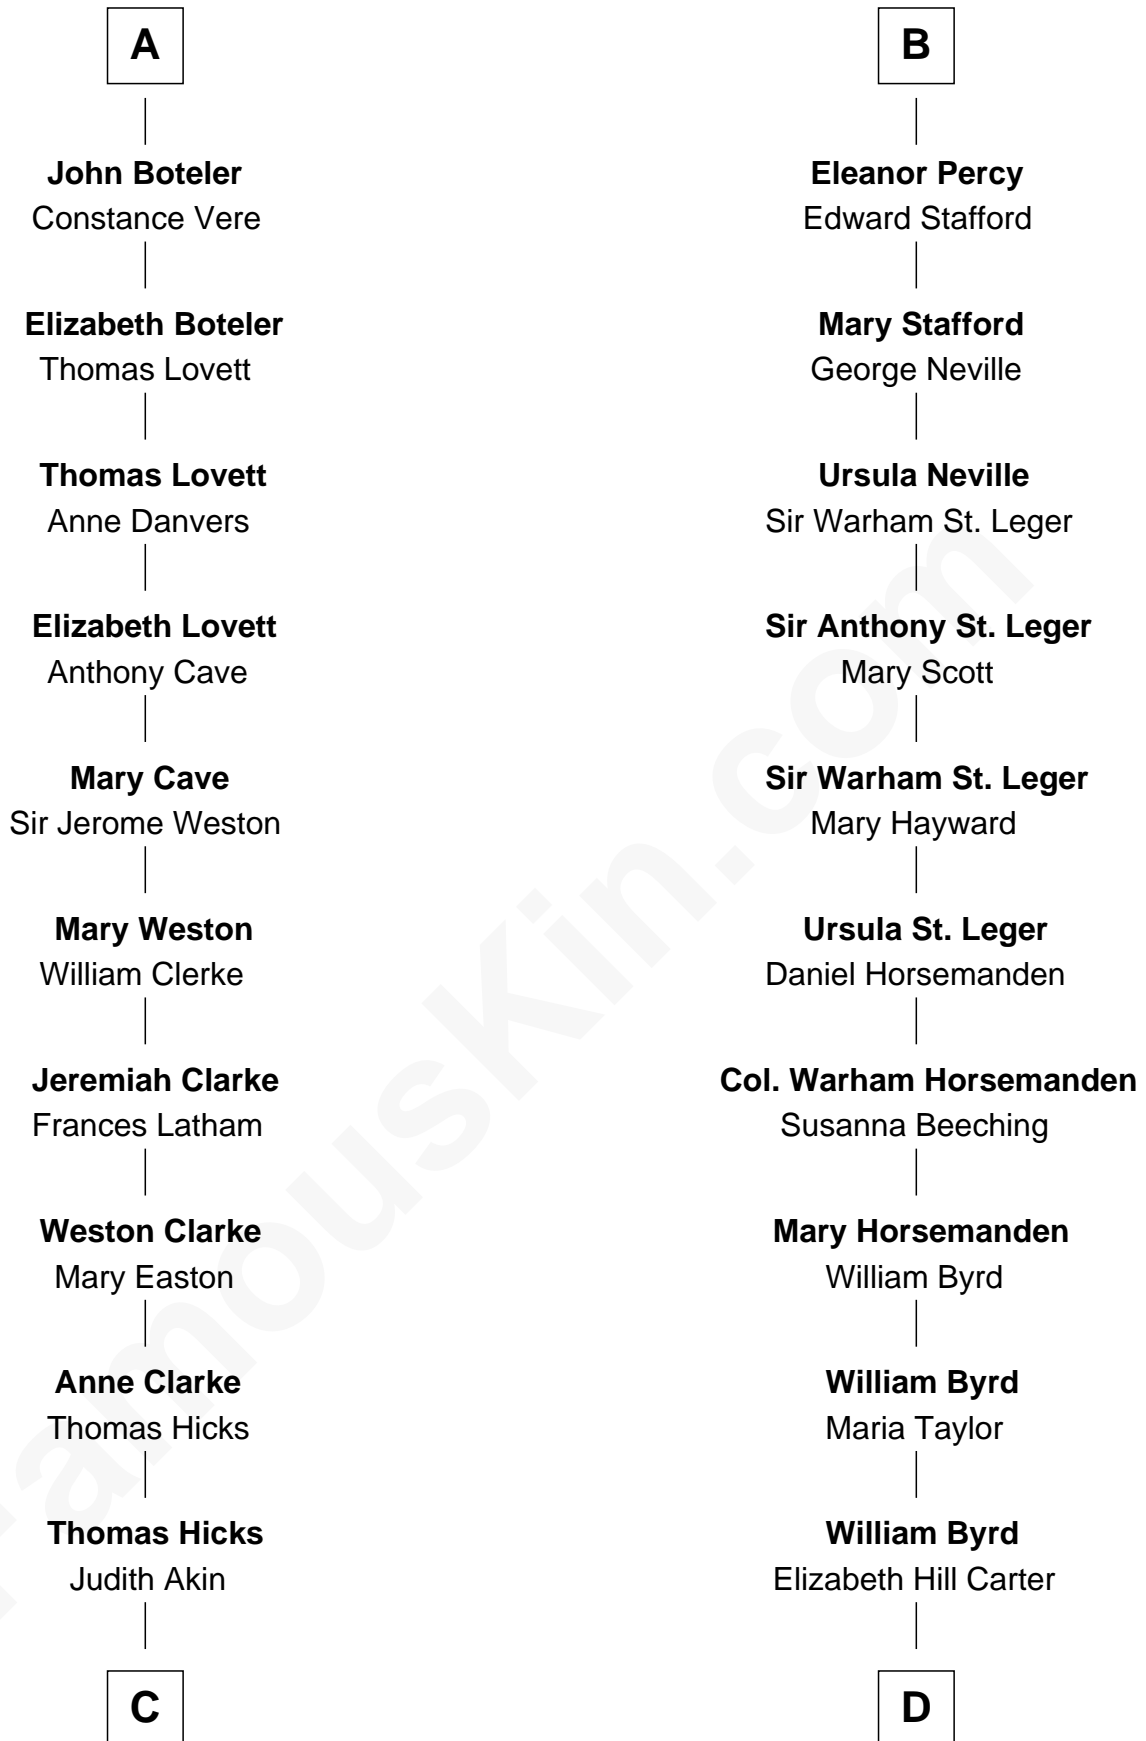 A
John Boteler
Constance Vere
Elizabeth Boteler
Thomas Lovett
Thomas Lovett
Anne Danvers
Elizabeth Lovett
Anthony Cave
Mary Cave
Sir Jerome Weston
Mary Weston
William Clerke
Jeremiah Clarke
Frances Latham
Weston Clarke
Mary Easton
Anne Clarke
Thomas Hicks
Thomas Hicks
Judith Akin
C
B
Eleanor Percy
Edward Stafford
Mary Stafford
George Neville
Ursula Neville
Sir Warham St. Leger
Sir Anthony St. Leger
Mary Scott
Sir Warham St. Leger
Mary Hayward
Ursula St. Leger
Daniel Horsemanden
Col. Warham Horsemanden
Susanna Beeching
Mary Horsemanden
William Byrd
William Byrd
Maria Taylor
William Byrd
Elizabeth Hill Carter
D
FamousKin.com